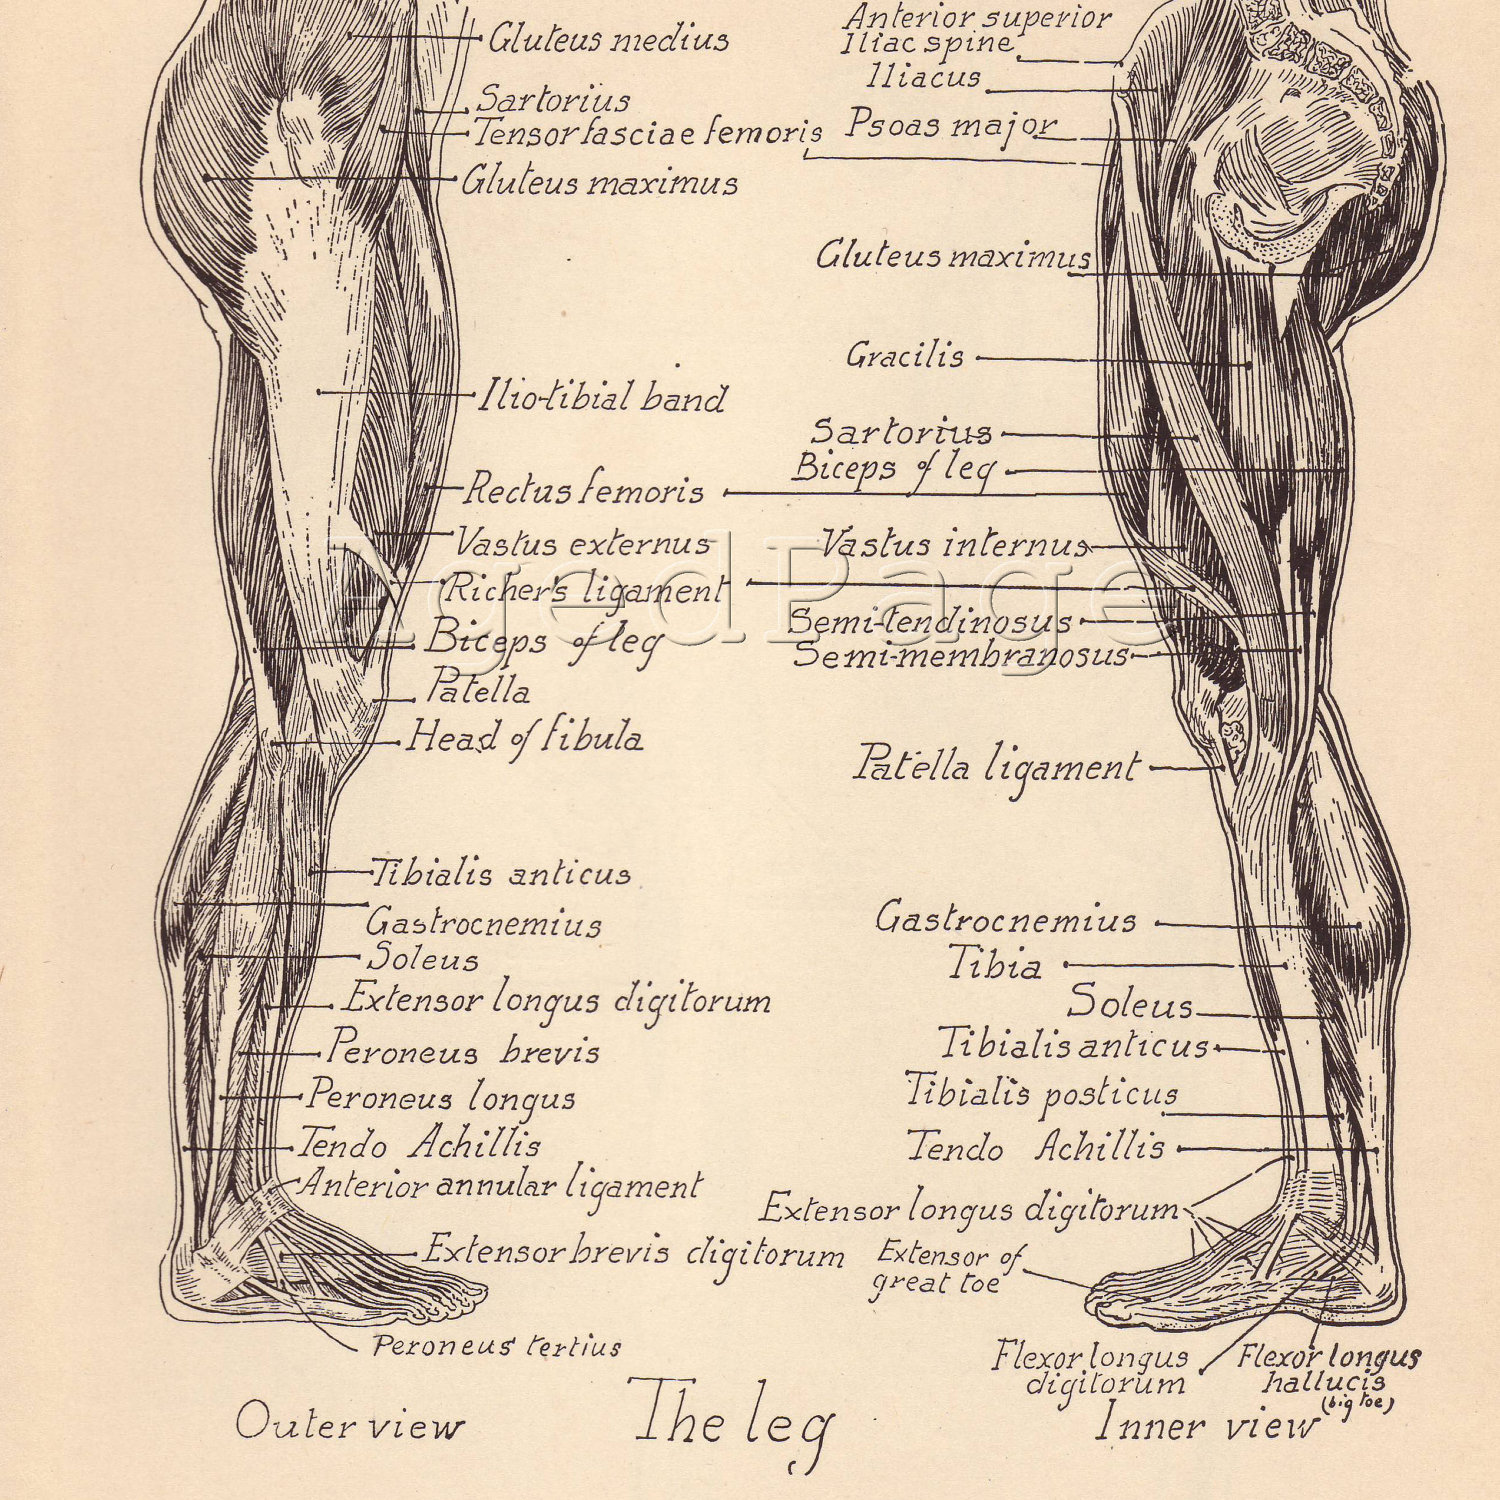 Gluteus medius
Sartorius
Tensor fasciae femoris
Gluteus maximus
Ilio-tibial band
Rectus femoris
Vastus externus
Richer's ligament
Biceps of leg
Patella
Head of fibula
Tibialis anticus
Gastrocnemius
Soleus
Extensor longus digitorum
Peroneus brevis
Peroneus longus
Tendo Achillis
Anterior annular ligament
Extensor brevis digitorum
Peroneus tertius
Outer view
Anterior superior
Iliac spine
Iliacus
Psoas major
Gluteus maximus
Gracilis
Sartorius
Biceps of leg
Vastus internus
Semi-tendinosus
Semi-membranosus
Patella ligament
Gastrocnemius
Tibia
Soleus
Tibialis anticus
Tibialis posticus
Tendo Achillis
Extensor longus digitorum
Extensor of
great toe
Flexor longus
digitorum
Flexor longus
hallucis
(big toe)
Inner view
The leg
AgedPage